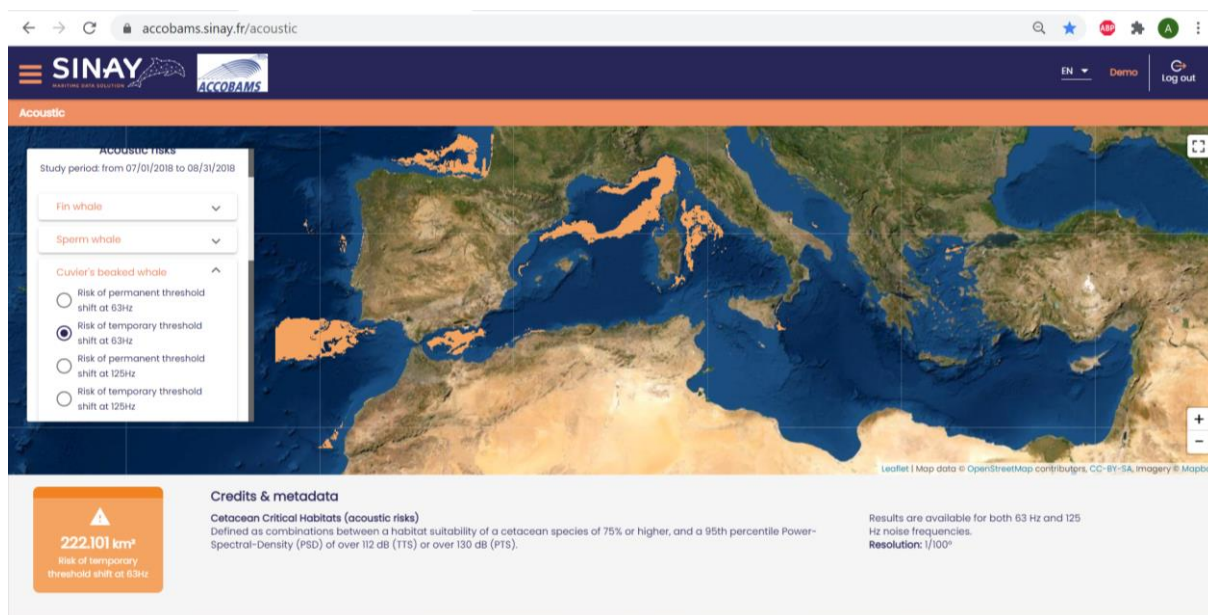 accobams.sinay.fr/acoustic
ABP
A
SINAY
MARITIME DATA SOLUTION
ACCOBAMS
EN
Demo
Log out
Acoustic
Acoustic risks
Study period: from 07/01/2018 to 08/31/2018
Fin whale
Sperm whale
Cuvier's beaked whale
Risk of permanent threshold
shift at 63Hz
Risk of temporary threshold
shift at 63Hz
Risk of permanent threshold
shift at 125Hz
Risk of temporary threshold
shift at 125Hz
+
−
Leaflet | Map data © OpenStreetMap contributors, CC-BY-SA, Imagery © Mapbo
222.101 km²
Risk of temporary
threshold shift at 63Hz
Credits & metadata
Cetacean Critical Habitats (acoustic risks)
Defined as combinations between a habitat suitability of a cetacean species of 75% or higher, and a 95th percentile Power-
Spectral-Density (PSD) of over 112 dB (TTS) or over 130 dB (PTS).
Results are available for both 63 Hz and 125
Hz noise frequencies.
Resolution: 1/100°